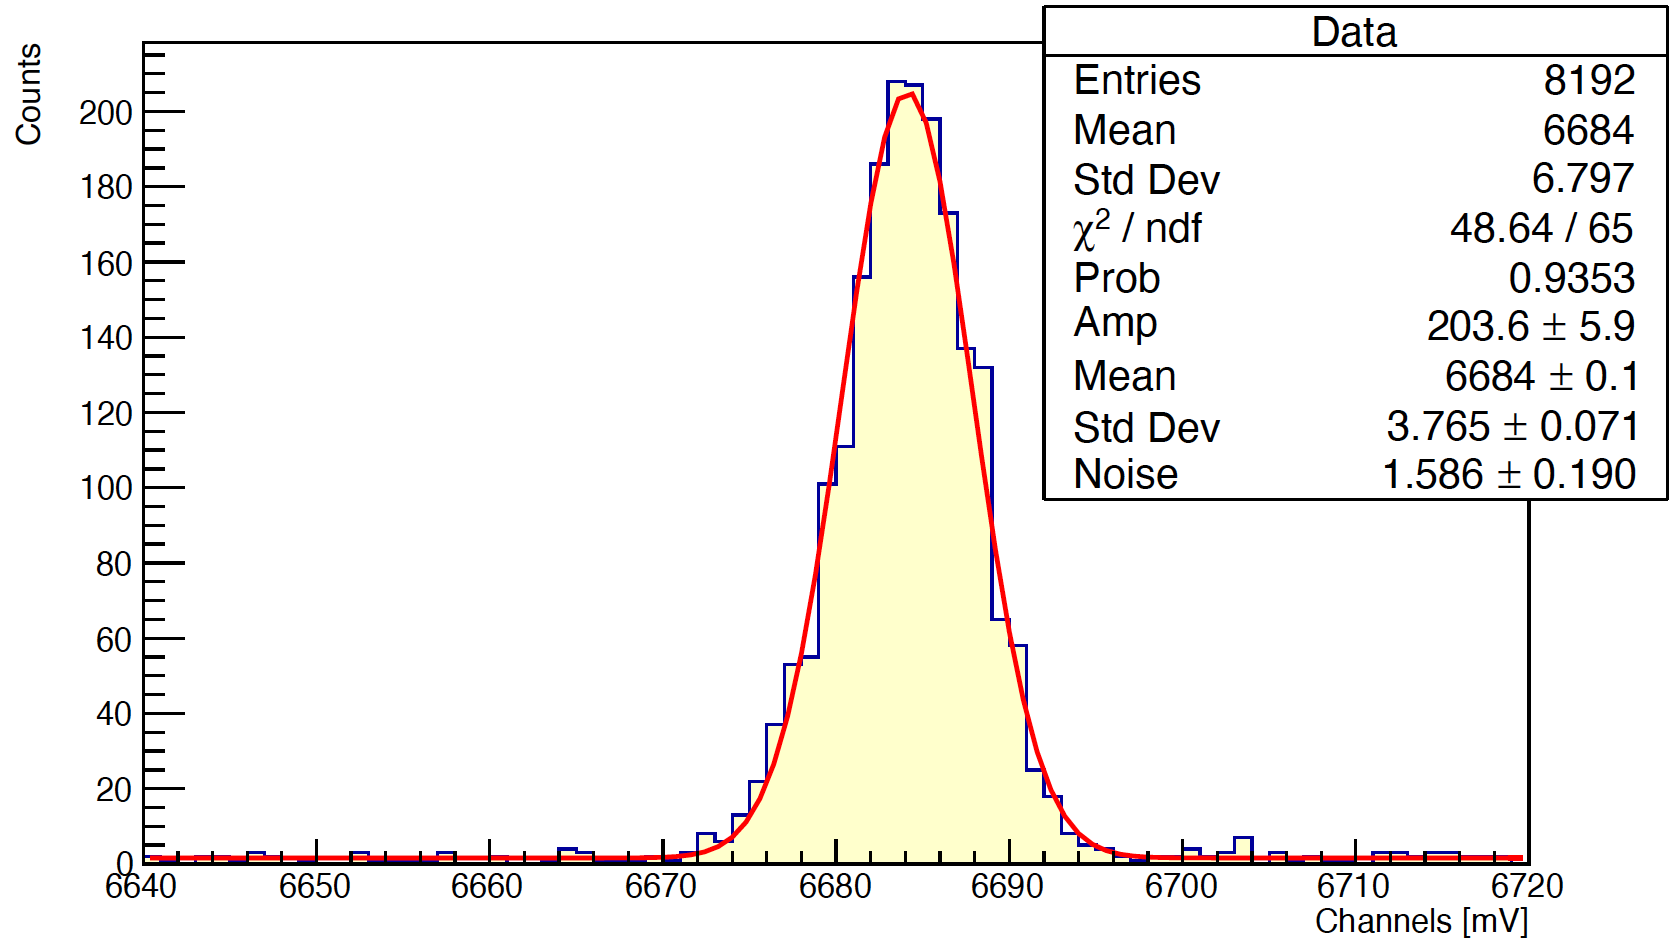 Counts
200
180
160
140
120
100
80
60
40
20
0
6640 6650 6660 6670 6680 6690 6700 6710 6720
Channels [mV]
Data
Entries 8192
Mean 6684
Std Dev 6.797
χ² / ndf 48.64 / 65
Prob 0.9353
Amp 203.6 ± 5.9
Mean 6684 ± 0.1
Std Dev 3.765 ± 0.071
Noise 1.586 ± 0.190